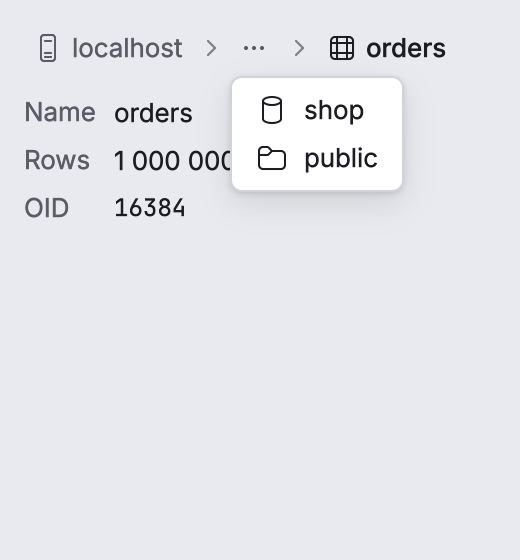 localhost > ··· > orders
shop
public
Name orders
Rows 1 000 000
OID 16384